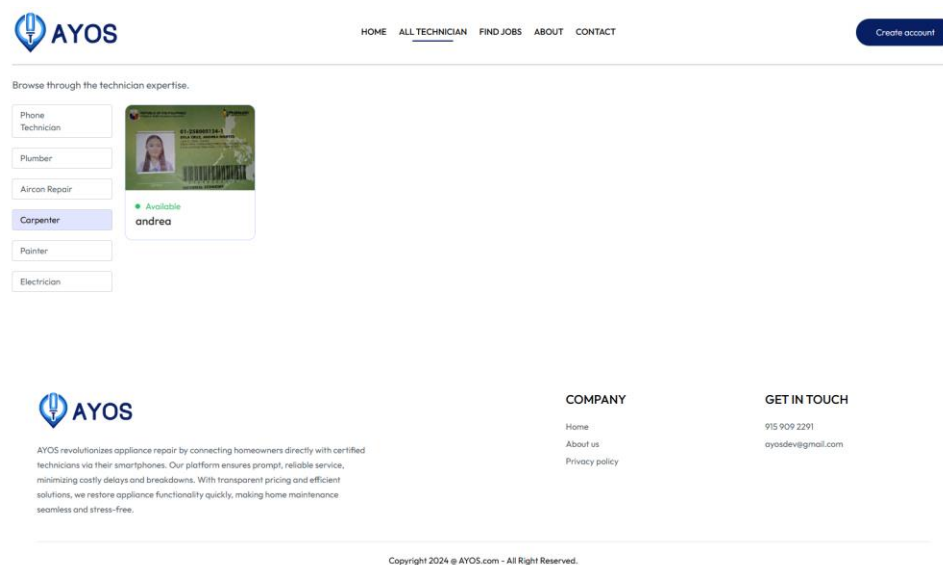 AYOS
HOME
ALL TECHNICIAN
FIND JOBS
ABOUT
CONTACT
Create account
Browse through the technician expertise.
Phone
Technician
Plumber
Aircon Repair
Carpenter
Painter
Electrician
Available
andrea
AYOS
AYOS revolutionizes appliance repair by connecting homeowners directly with certified
technicians via their smartphones. Our platform ensures prompt, reliable service,
minimizing costly delays and breakdowns. With transparent pricing and efficient
solutions, we restore appliance functionality quickly, making home maintenance
seamless and stress-free.
COMPANY
Home
About us
Privacy policy
GET IN TOUCH
915 909 2291
ayosdev@gmail.com
Copyright 2024 @ AYOS.com - All Right Reserved.